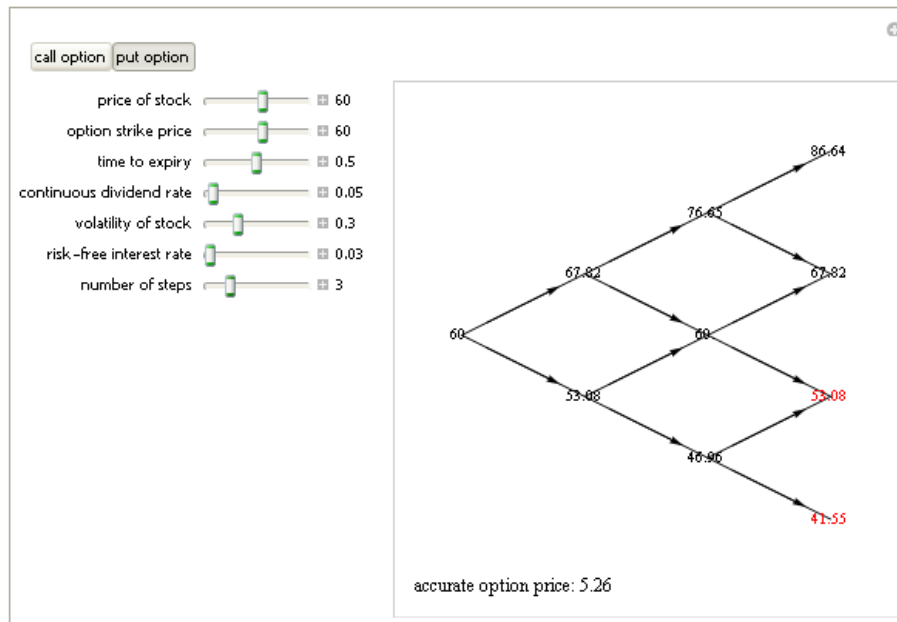 call option put option
price of stock 60
option strike price 60
time to expiry 0.5
continuous dividend rate 0.05
volatility of stock 0.3
risk-free interest rate 0.03
number of steps 3
86.64
76.65
67.82 67.82
60 60
53.08 53.08
46.96
41.55
accurate option price: 5.26